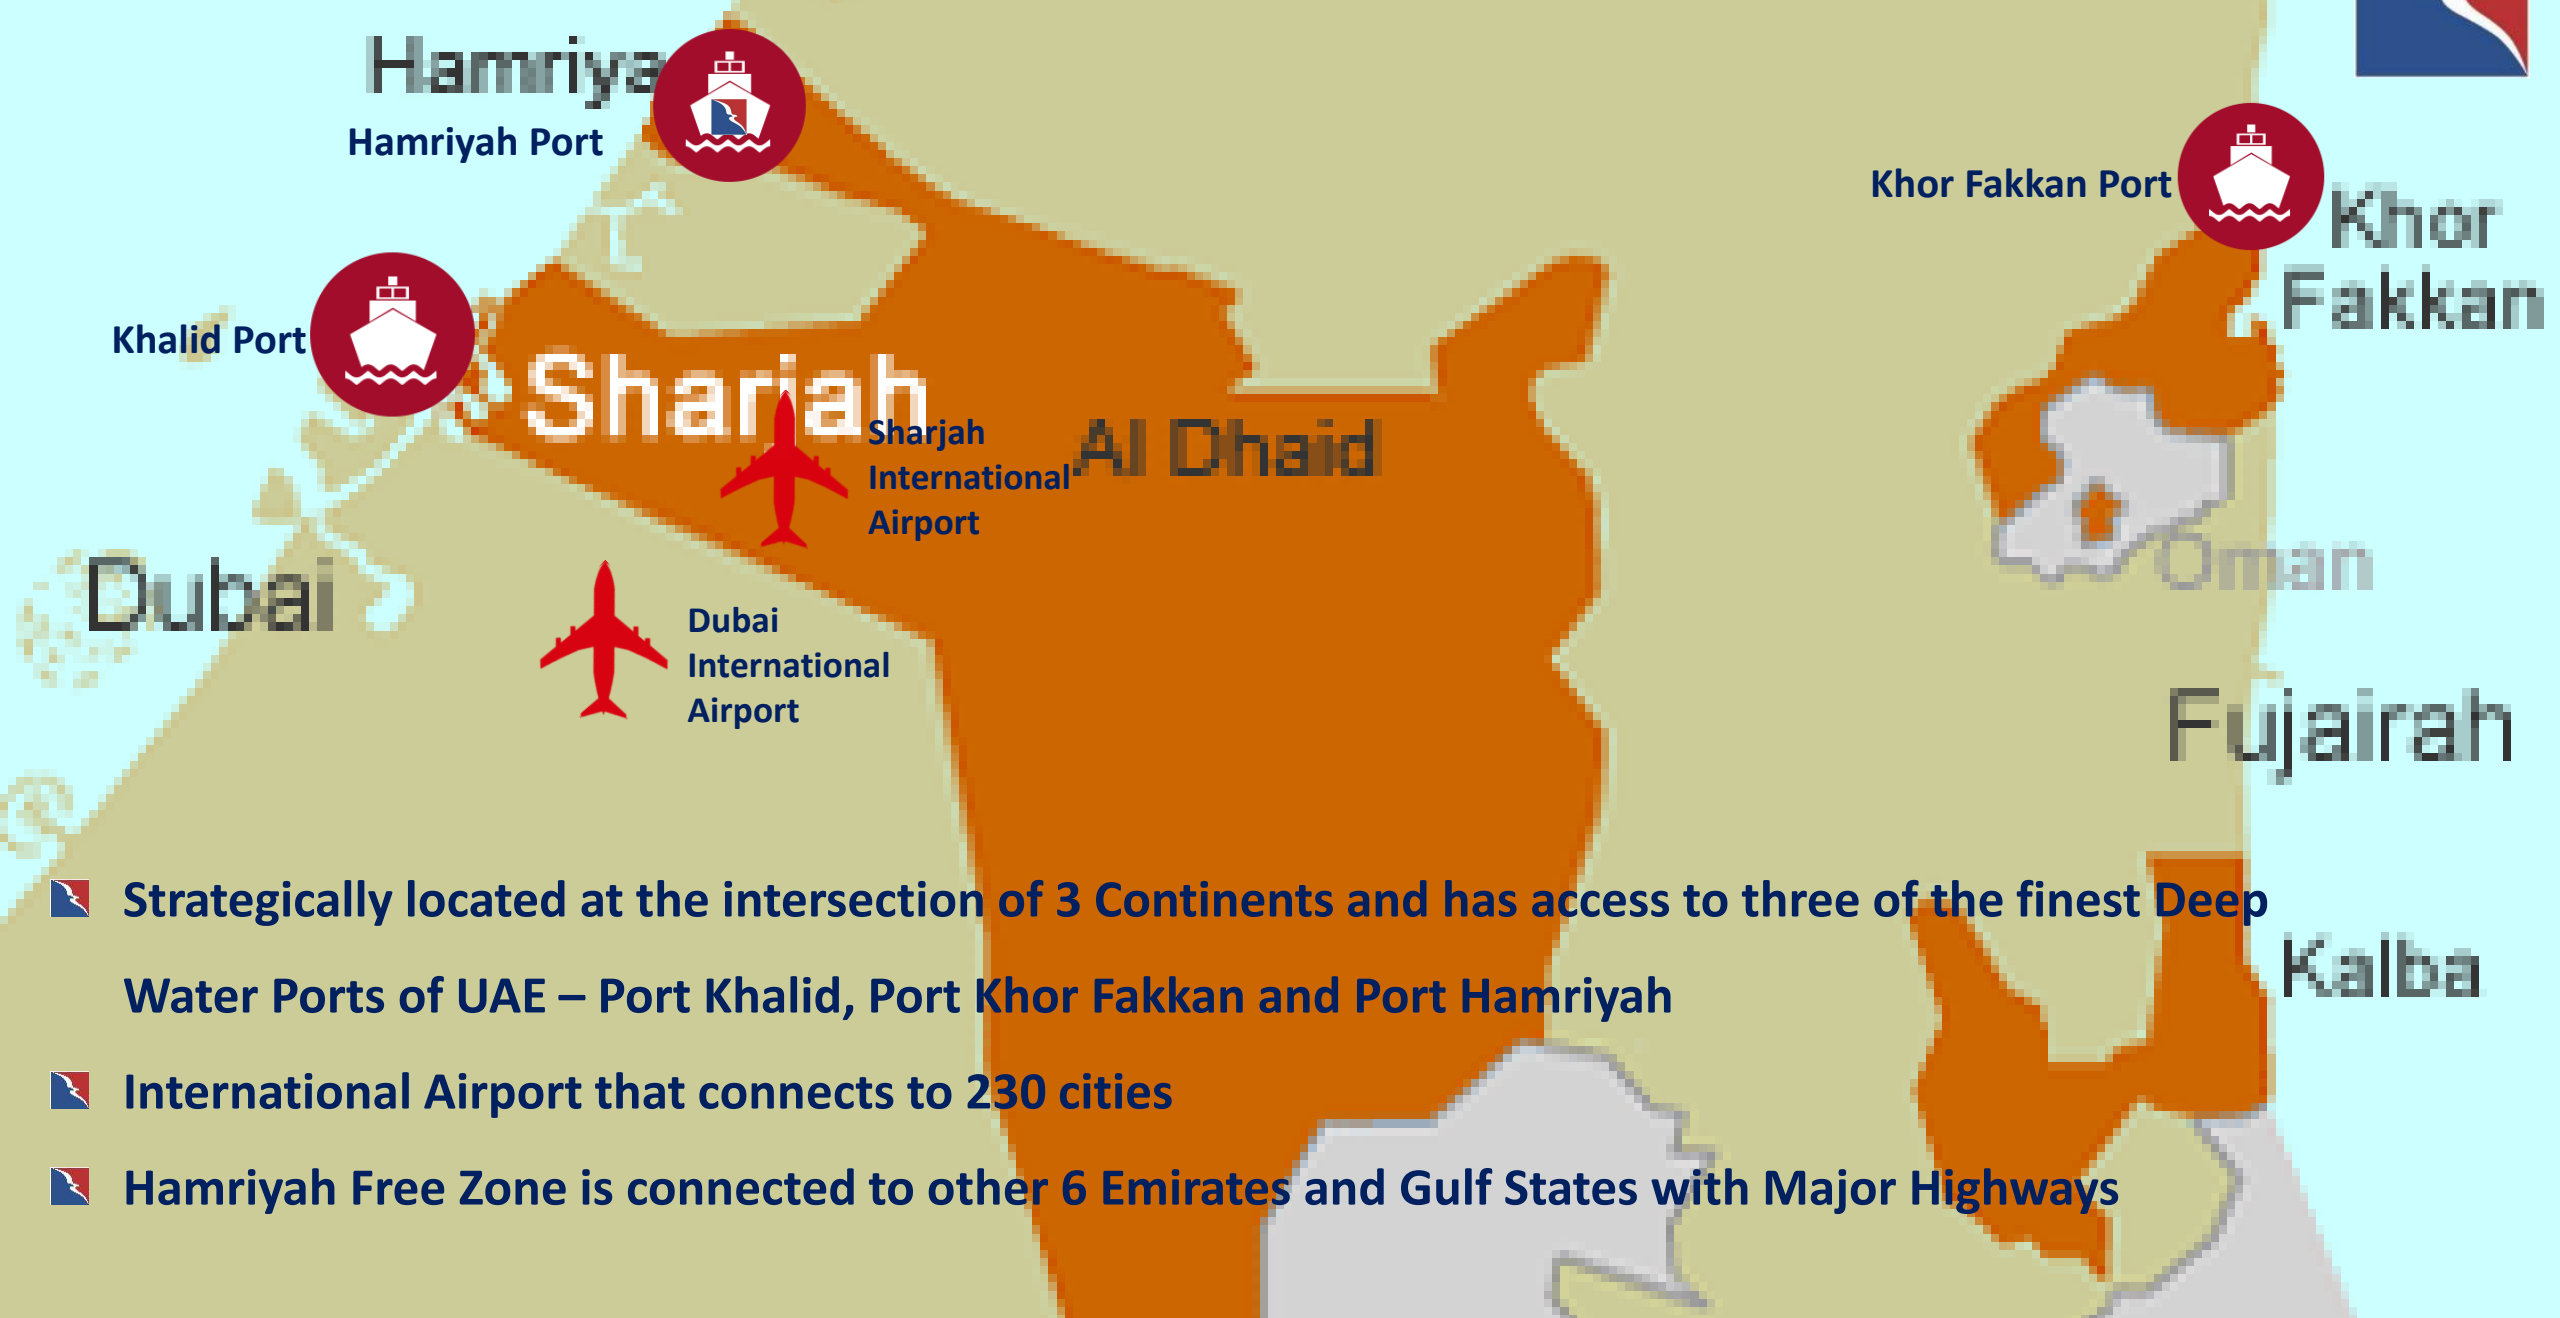 Hamriya
Hamriyah Port
Khor Fakkan Port
Khor
Fakkan
Khalid Port
Sharjah
Sharjah
International
Airport
Al Dhaid
Oman
Dubai
Dubai
International
Airport
Fujairah
Strategically located at the intersection of 3 Continents and has access to three of the finest Deep
Water Ports of UAE – Port Khalid, Port Khor Fakkan and Port Hamriyah
Kalba
International Airport that connects to 230 cities
Hamriyah Free Zone is connected to other 6 Emirates and Gulf States with Major Highways